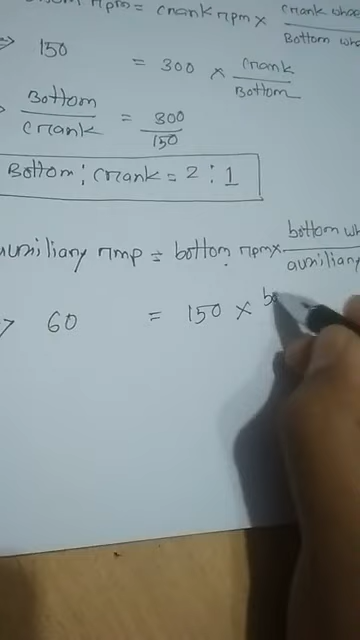 rpm = crank rpm × crank
Bottom
=> 150 = 300 × crank / Bottom
Bottom / crank = 300 / 150
Bottom : crank = 2 : 1
rmp = bottom rpm × bottom / auxiliary
60 = 150 ×